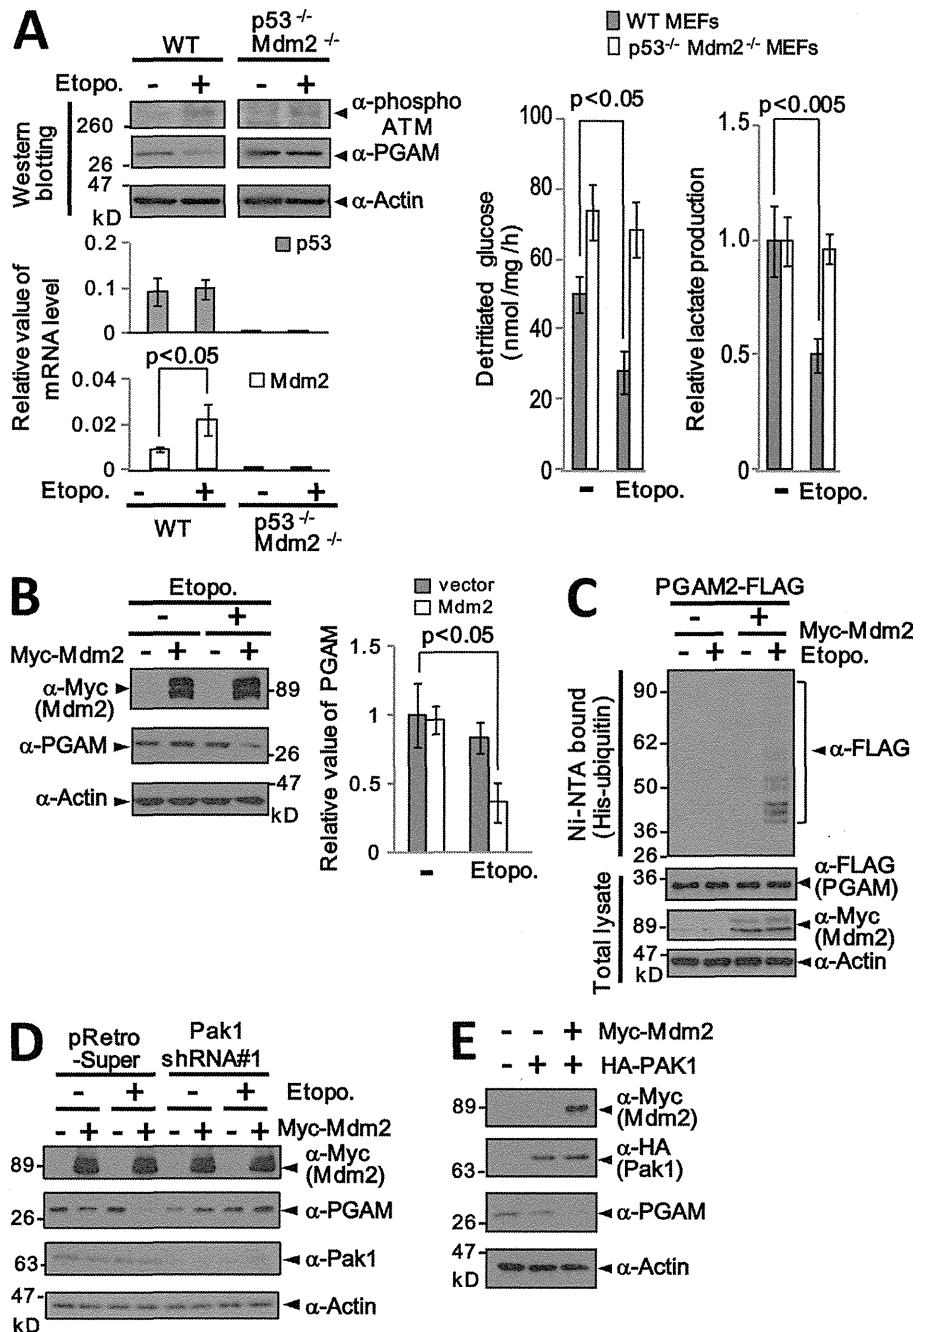 A
WT
p53 -/-
Mdm2 -/-
Etopo. - + - +
Western blotting
α-phospho
ATM
260
α-PGAM
26
47
α-Actin
kD
Relative value of mRNA level
0.2
0.1
0
p53
p<0.05
0.04
0.02
0
Mdm2
Etopo. - + - +
WT
p53 -/-
Mdm2 -/-
WT MEFs
p53-/- Mdm2-/- MEFs
Detritiated glucose
(nmol /mg /h)
100
80
60
40
20
0
p<0.05
- Etopo.
Relative lactate production
1.5
1.0
0.5
0
p<0.005
- Etopo.
B
Etopo.
- +
Myc-Mdm2 - + - +
α-Myc
(Mdm2)
89
α-PGAM
26
47
α-Actin
kD
vector
Mdm2
Relative value of PGAM
1.5
1
0.5
0
p<0.05
- Etopo.
C
PGAM2-FLAG
- + Myc-Mdm2
- + - + Etopo.
Ni-NTA bound
(His-ubiquitin)
90
62
50
36
26
α-FLAG
Total lysate
36
α-FLAG
(PGAM)
89
α-Myc
(Mdm2)
47
kD
α-Actin
D
pRetro
-Super
Pak1
shRNA#1
- + - + Etopo.
- + - + - + - + Myc-Mdm2
89
α-Myc
(Mdm2)
26
α-PGAM
63
α-Pak1
47
α-Actin
kD
E
- - + Myc-Mdm2
- + + HA-PAK1
89
α-Myc
(Mdm2)
63
α-HA
(Pak1)
26
α-PGAM
47
kD
α-Actin